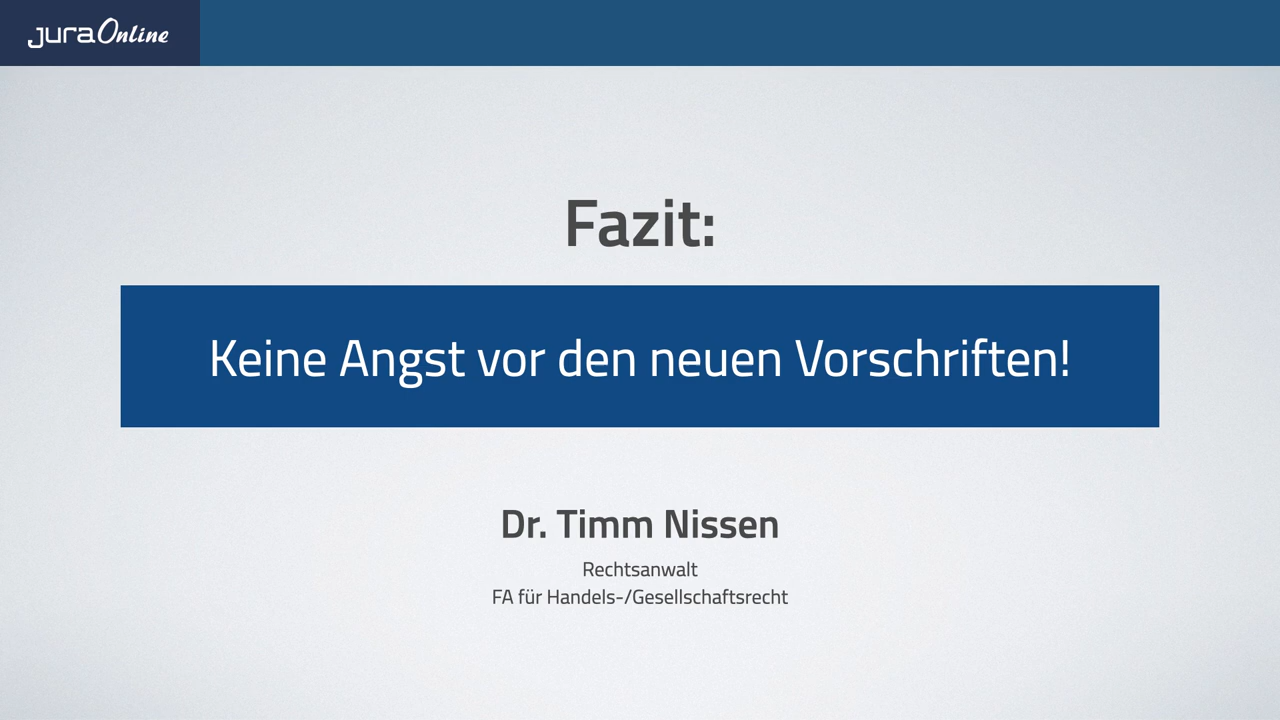 juraOnline
Fazit:
Keine Angst vor den neuen Vorschriften!
Dr. Timm Nissen
Rechtsanwalt
FA für Handels-/Gesellschaftsrecht